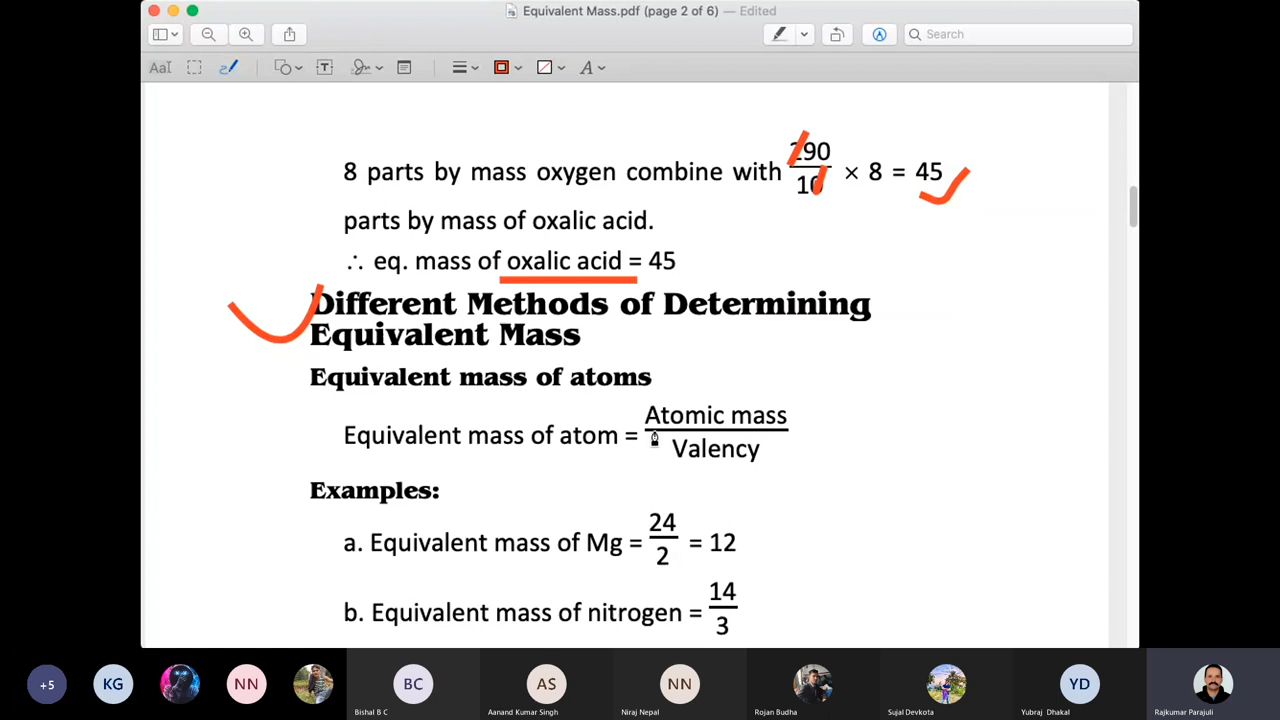 Equivalent Mass.pdf (page 2 of 6) — Edited
Search
AaI
T
A
8 parts by mass oxygen combine with 190/16 × 8 = 45
parts by mass of oxalic acid.
∴ eq. mass of oxalic acid = 45
Different Methods of Determining
Equivalent Mass
Equivalent mass of atoms
Equivalent mass of atom = Atomic mass/Valency
Examples:
a. Equivalent mass of Mg = 24/2 = 12
b. Equivalent mass of nitrogen = 14/3
+5 KG NN BC AS NN YD
Bishal B C Aanand Kumar Singh Niraj Nepal Rojan Budha Sujal Devkota Yubraj Dhakal Rajkumar Parajuli